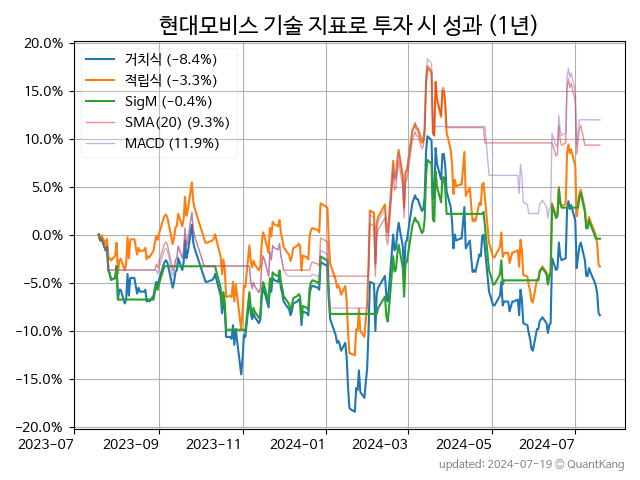 현대모비스 기술 지표로 투자 시 성과 (1년)
20.0%
15.0%
10.0%
5.0%
0.0%
−5.0%
−10.0%
−15.0%
−20.0%
거치식 (−8.4%)
적립식 (−3.3%)
SigM (−0.4%)
SMA(20) (9.3%)
MACD (11.9%)
2023-07 2023-09 2023-11 2024-01 2024-03 2024-05 2024-07
updated: 2024-07-19 © QuantKang